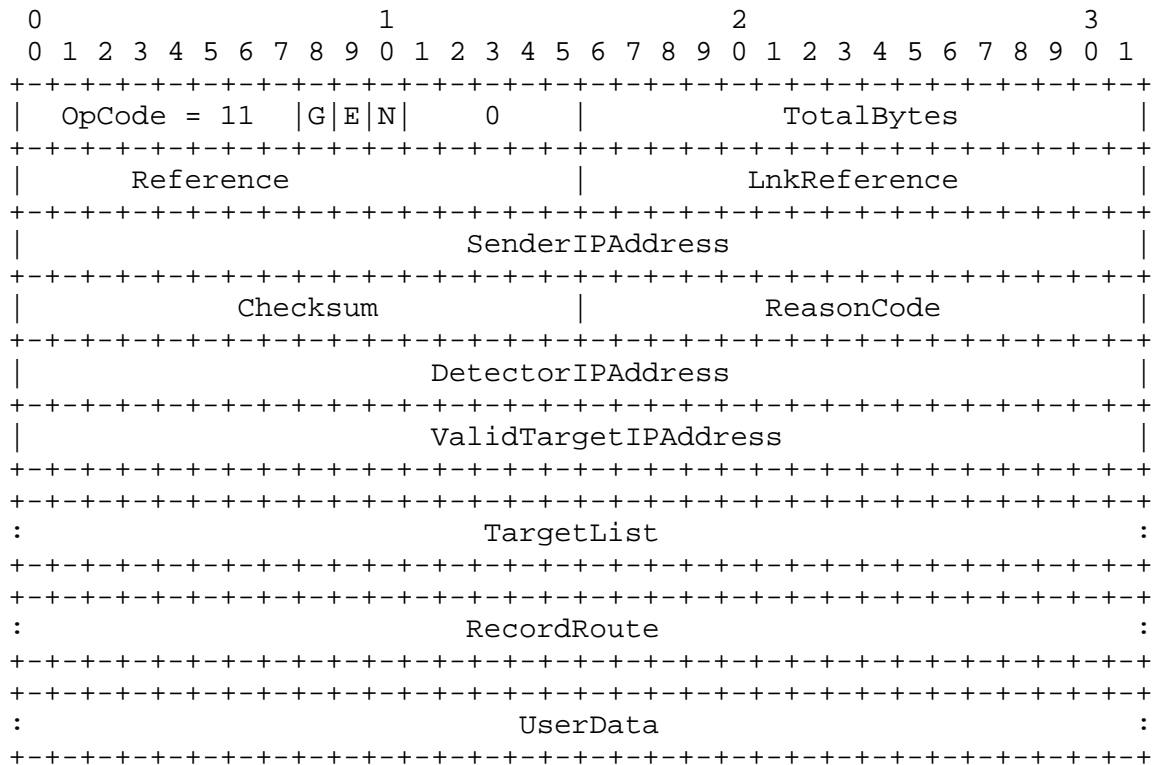 0                   1                   2                   3
 0 1 2 3 4 5 6 7 8 9 0 1 2 3 4 5 6 7 8 9 0 1 2 3 4 5 6 7 8 9 0 1
+-+-+-+-+-+-+-+-+-+-+-+-+-+-+-+-+-+-+-+-+-+-+-+-+-+-+-+-+-+-+-+-+
|  OpCode = 11  |G|E|N|    0    |           TotalBytes          |
+-+-+-+-+-+-+-+-+-+-+-+-+-+-+-+-+-+-+-+-+-+-+-+-+-+-+-+-+-+-+-+-+
|      Reference                |         LnkReference          |
+-+-+-+-+-+-+-+-+-+-+-+-+-+-+-+-+-+-+-+-+-+-+-+-+-+-+-+-+-+-+-+-+
|                         SenderIPAddress                       |
+-+-+-+-+-+-+-+-+-+-+-+-+-+-+-+-+-+-+-+-+-+-+-+-+-+-+-+-+-+-+-+-+
|            Checksum           |          ReasonCode           |
+-+-+-+-+-+-+-+-+-+-+-+-+-+-+-+-+-+-+-+-+-+-+-+-+-+-+-+-+-+-+-+-+
|                       DetectorIPAddress                       |
+-+-+-+-+-+-+-+-+-+-+-+-+-+-+-+-+-+-+-+-+-+-+-+-+-+-+-+-+-+-+-+-+
|                       ValidTargetIPAddress                    |
+-+-+-+-+-+-+-+-+-+-+-+-+-+-+-+-+-+-+-+-+-+-+-+-+-+-+-+-+-+-+-+-+
+-+-+-+-+-+-+-+-+-+-+-+-+-+-+-+-+-+-+-+-+-+-+-+-+-+-+-+-+-+-+-+-+
:                          TargetList                           :
+-+-+-+-+-+-+-+-+-+-+-+-+-+-+-+-+-+-+-+-+-+-+-+-+-+-+-+-+-+-+-+-+
+-+-+-+-+-+-+-+-+-+-+-+-+-+-+-+-+-+-+-+-+-+-+-+-+-+-+-+-+-+-+-+-+
:                         RecordRoute                           :
+-+-+-+-+-+-+-+-+-+-+-+-+-+-+-+-+-+-+-+-+-+-+-+-+-+-+-+-+-+-+-+-+
+-+-+-+-+-+-+-+-+-+-+-+-+-+-+-+-+-+-+-+-+-+-+-+-+-+-+-+-+-+-+-+-+
:                            UserData                           :
+-+-+-+-+-+-+-+-+-+-+-+-+-+-+-+-+-+-+-+-+-+-+-+-+-+-+-+-+-+-+-+-+